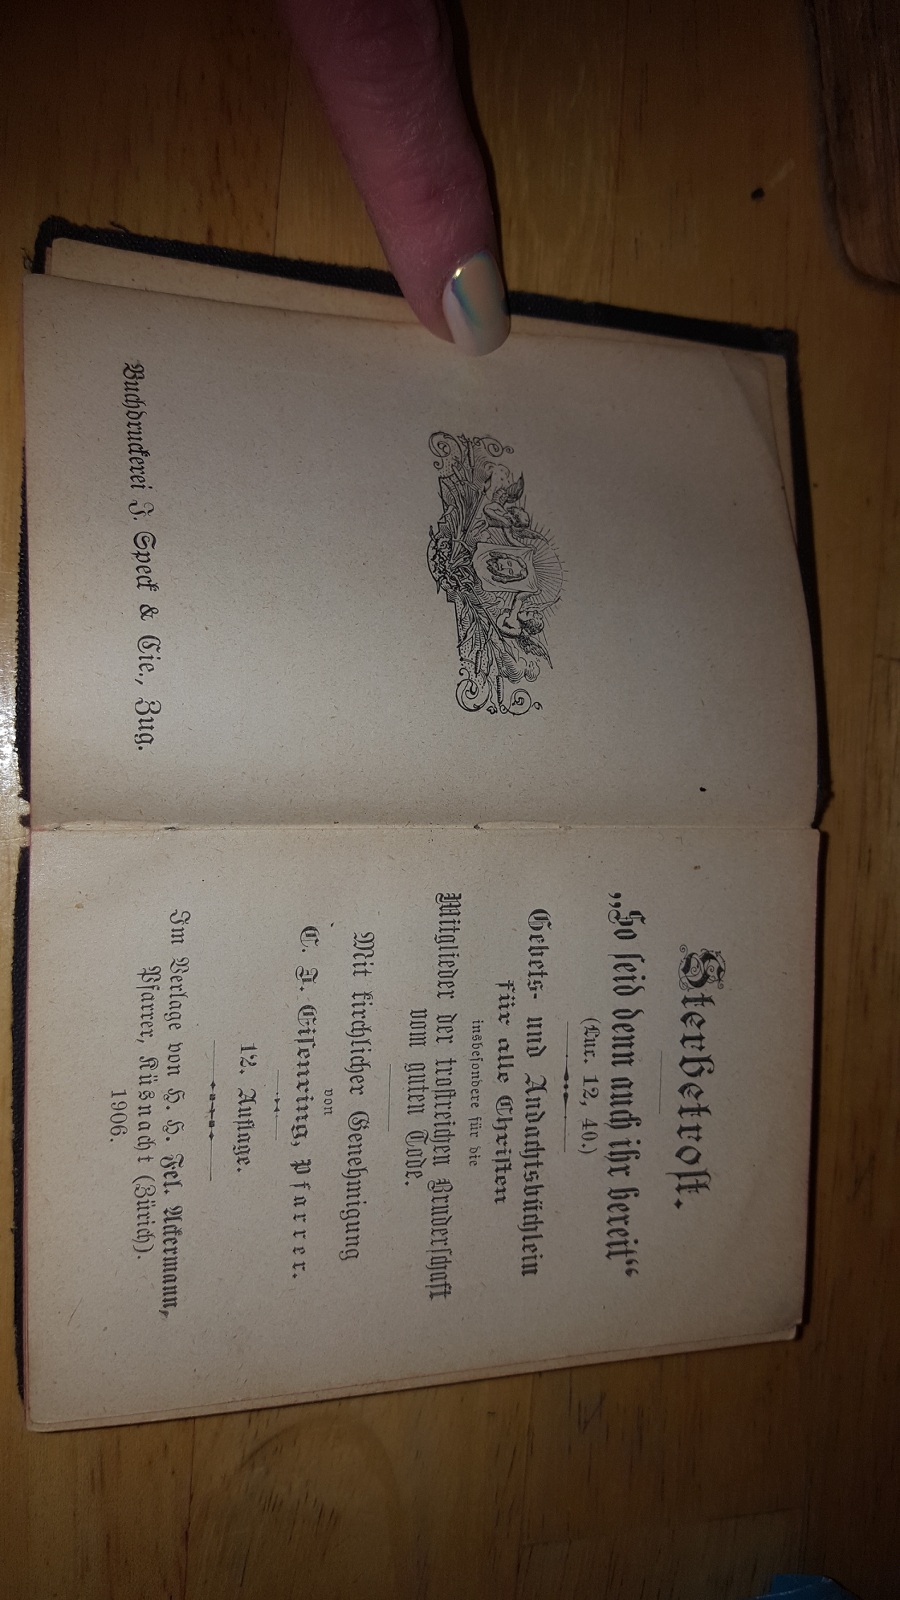 Buchdruckerei J. Speck & Cie., Zug.
Sterbetrost.
„So seid denn auch ihr bereit“
(Luc. 12, 40.)
Gebets- und Andachtsbüchlein
für alle Christen
insbesondere für die
Mitglieder der trostreichen Bruderschaft
vom guten Tode.
Mit kirchlicher Genehmigung
von
C. J. Eisenring, Pfarrer.
12. Auflage.
Im Verlage von H. H. Fel. Ackermann,
Pfarrer, Küsnacht (Zürich).
1906.